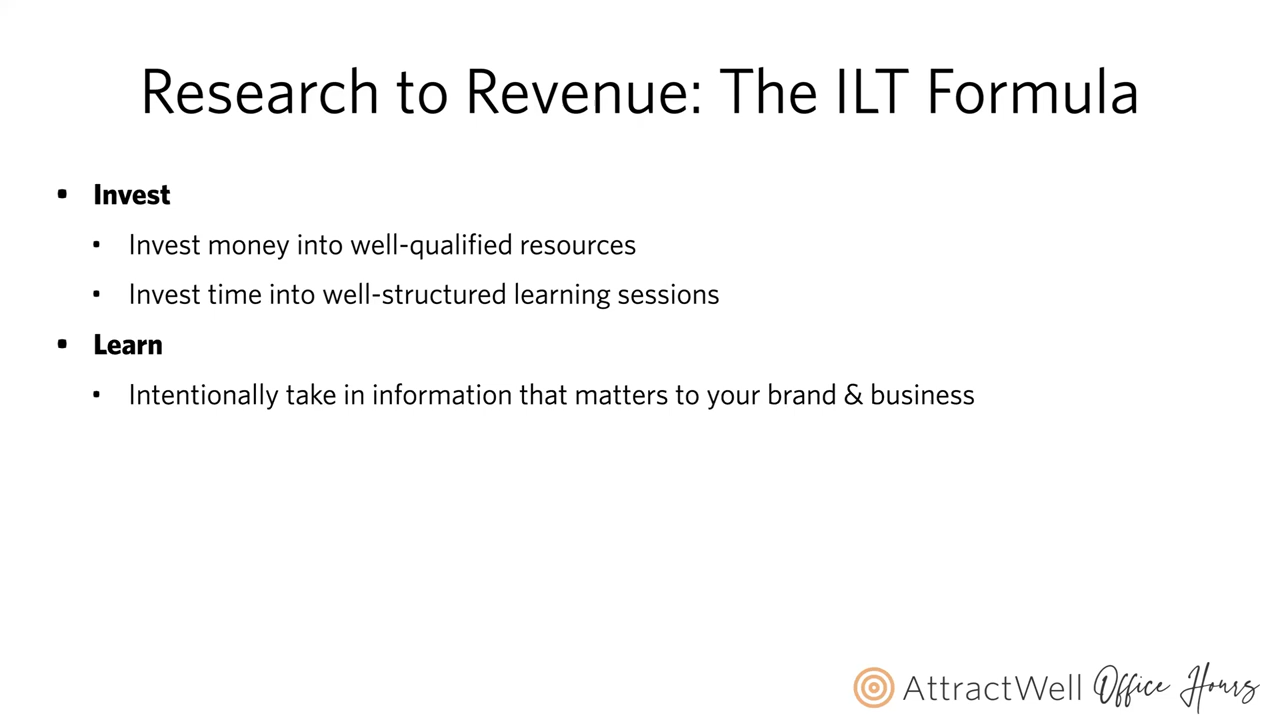 Research to Revenue: The ILT Formula
• Invest
• Invest money into well-qualified resources
• Invest time into well-structured learning sessions
• Learn
• Intentionally take in information that matters to your brand & business
AttractWell Office Hours